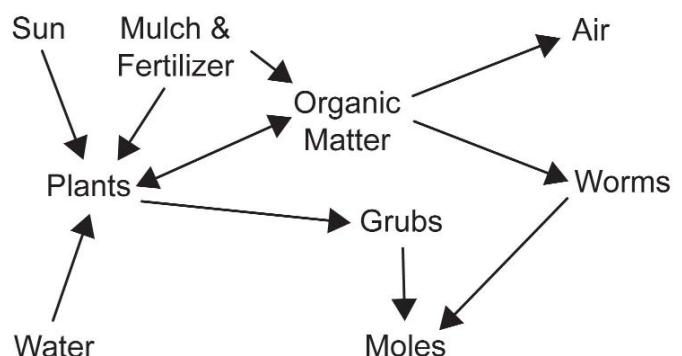 Sun
Mulch &
Fertilizer
Air
Organic
Matter
Plants
Worms
Grubs
Water
Moles